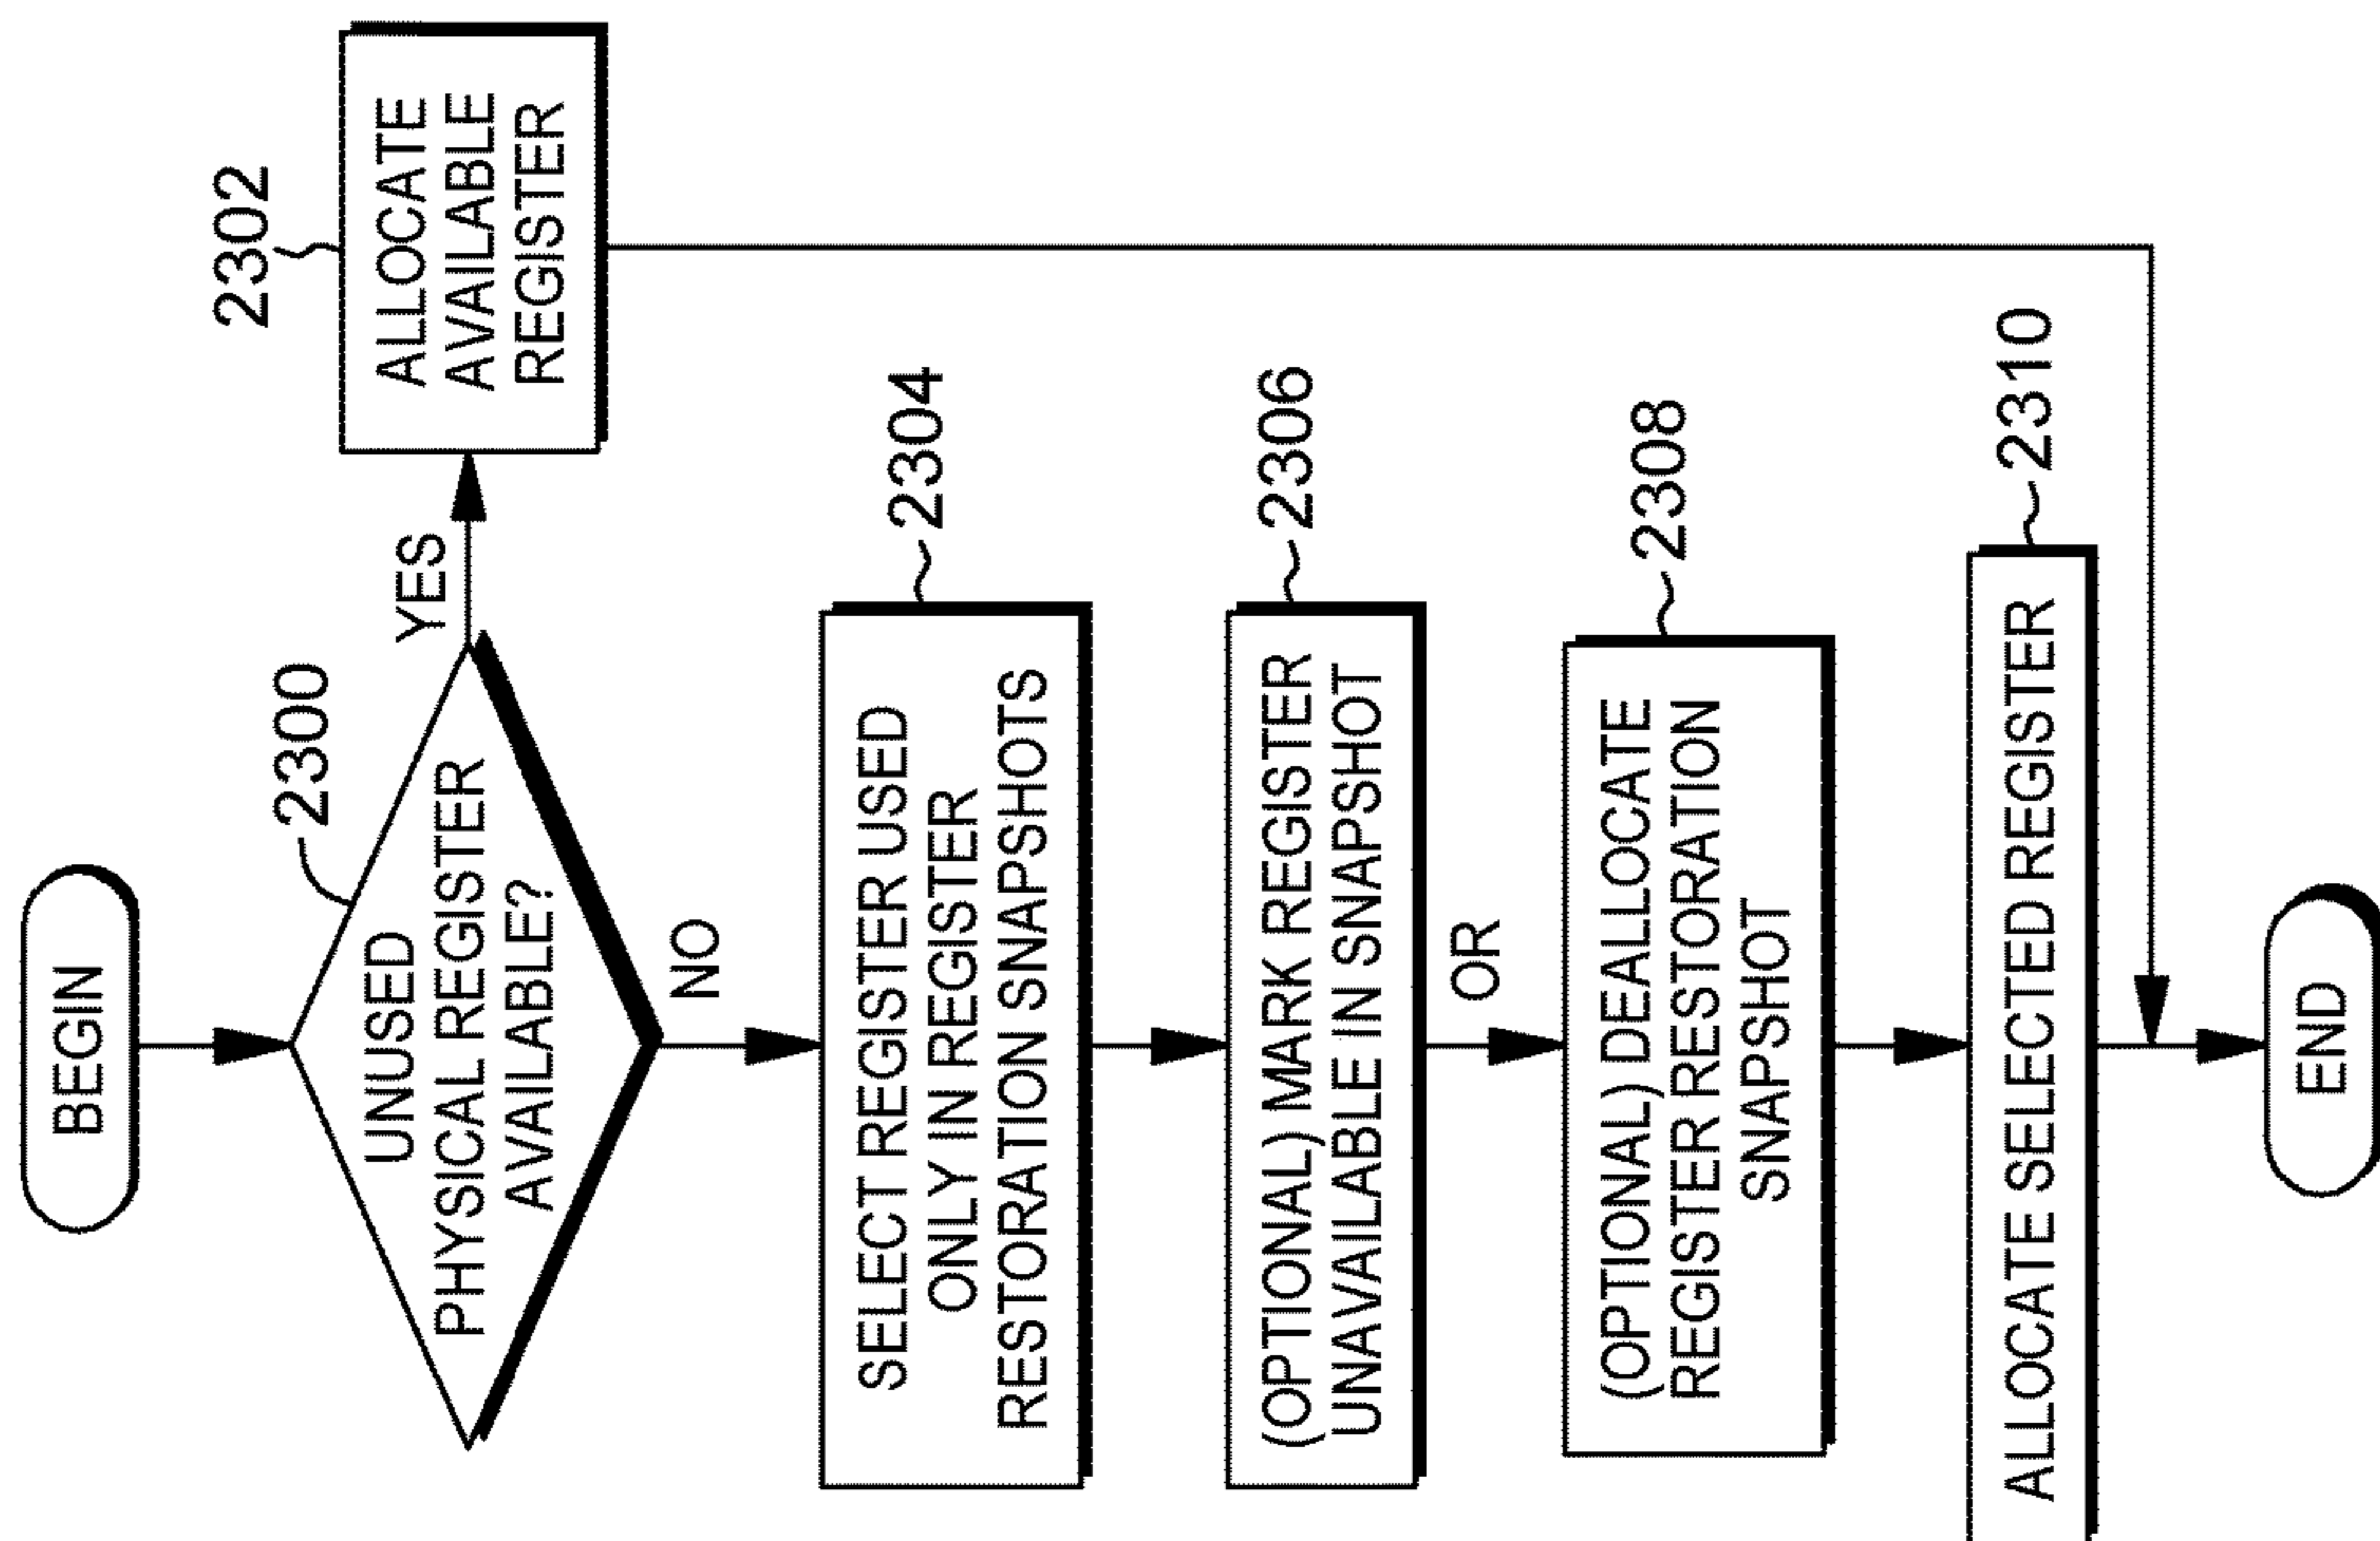 BEGIN
2300
UNUSED
PHYSICAL REGISTER
AVAILABLE?
YES
2302
ALLOCATE
AVAILABLE
REGISTER
NO
2304
SELECT REGISTER USED
ONLY IN REGISTER
RESTORATION SNAPSHOTS
2306
(OPTIONAL) MARK REGISTER
UNAVAILABLE IN SNAPSHOT
OR
2308
(OPTIONAL) DEALLOCATE
REGISTER RESTORATION
SNAPSHOT
2310
ALLOCATE SELECTED REGISTER
END